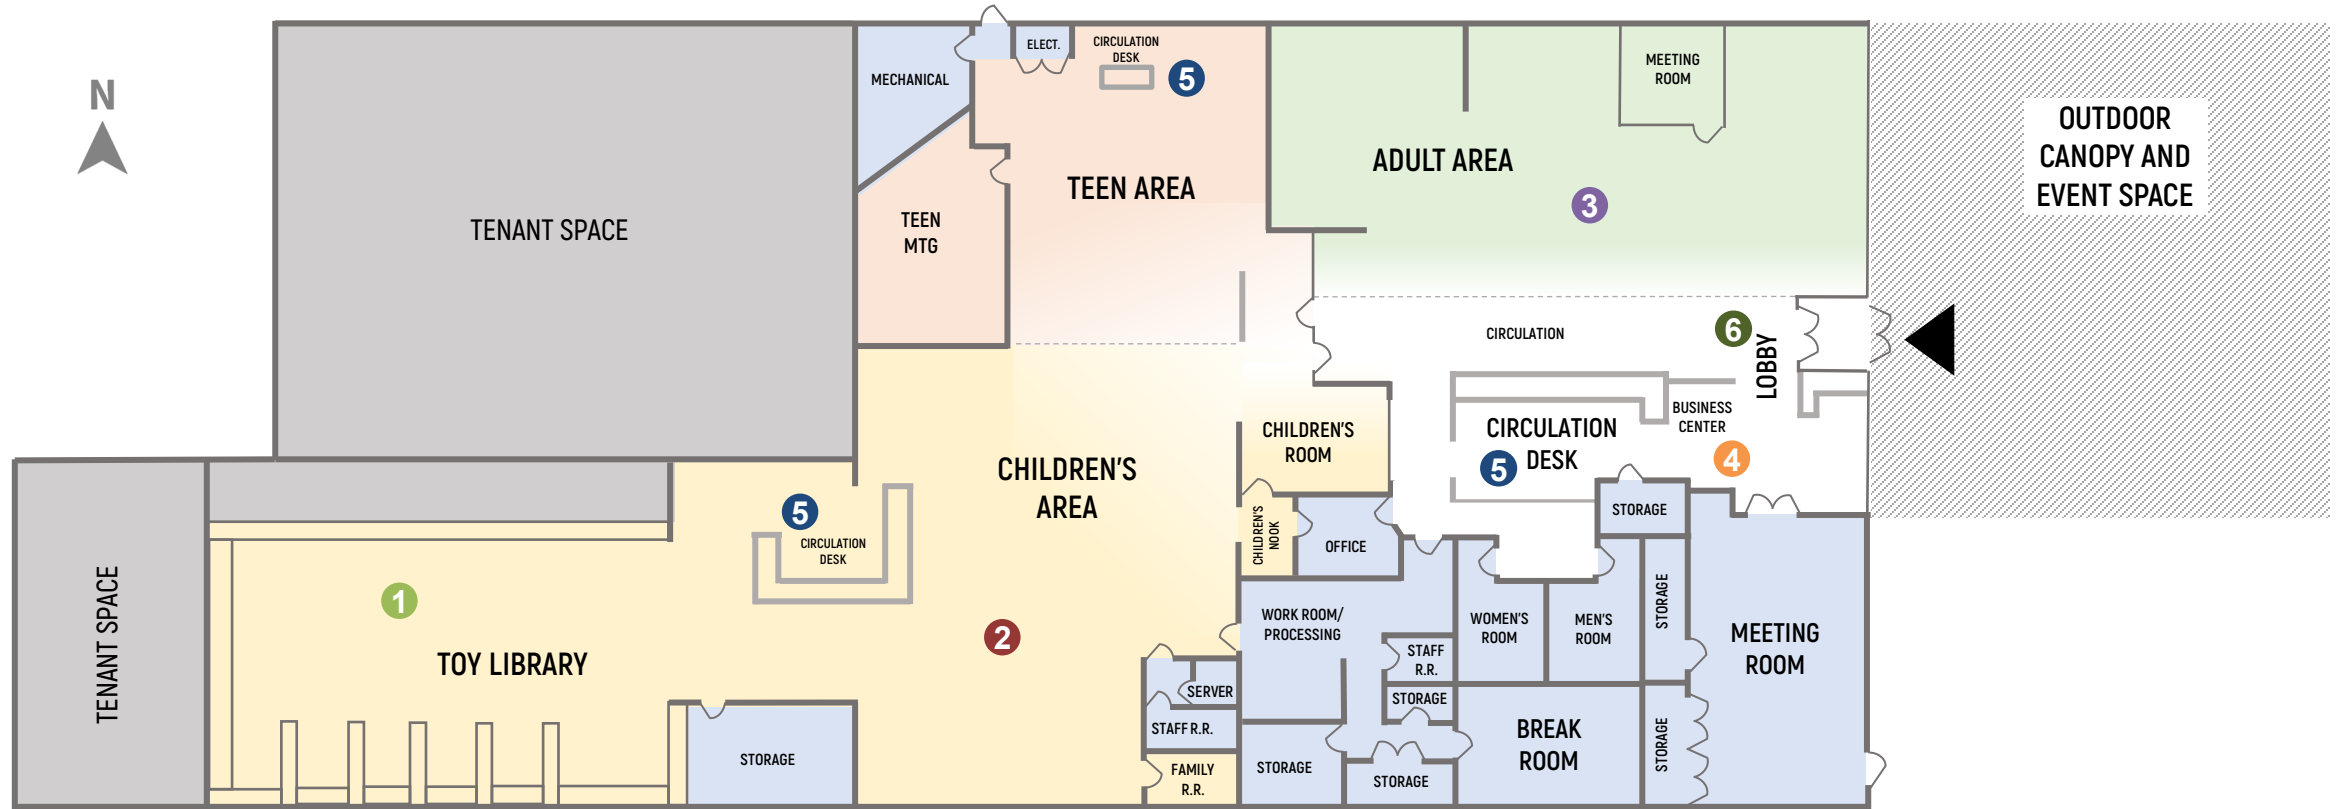 N
TENANT SPACE
MECHANICAL
ELECT.
CIRCULATION
DESK
5
TEEN AREA
TEEN
MTG
ADULT AREA
MEETING
ROOM
3
OUTDOOR
CANOPY AND
EVENT SPACE
CIRCULATION
6
LOBBY
BUSINESS
CENTER
4
CIRCULATION
DESK
5
CHILDREN'S
ROOM
CHILDREN'S
AREA
CHILDREN'S
NOOK
OFFICE
STORAGE
5
CIRCULATION
DESK
TENANT SPACE
1
TOY LIBRARY
2
STORAGE
WORK ROOM/
PROCESSING
WOMEN'S
ROOM
MEN'S
ROOM
STORAGE
MEETING
ROOM
STAFF
R.R.
STORAGE
SERVER
STAFF R.R.
FAMILY
R.R.
STORAGE
STORAGE
BREAK
ROOM
STORAGE